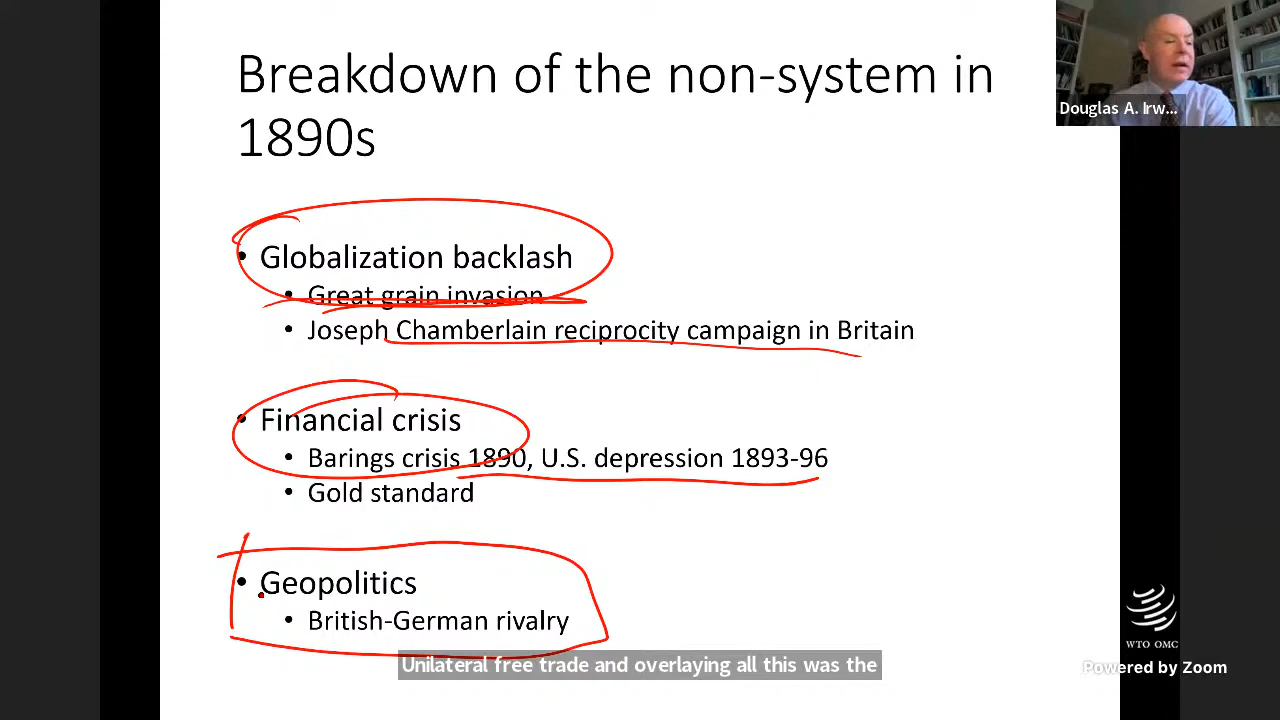 Breakdown of the non-system in
1890s
Douglas A. Irw...
• Globalization backlash
• Great grain invasion
• Joseph Chamberlain reciprocity campaign in Britain
• Financial crisis
• Barings crisis 1890, U.S. depression 1893-96
• Gold standard
• Geopolitics
• British-German rivalry
Unilateral free trade and overlaying all this was the
WTO OMC
Powered by Zoom